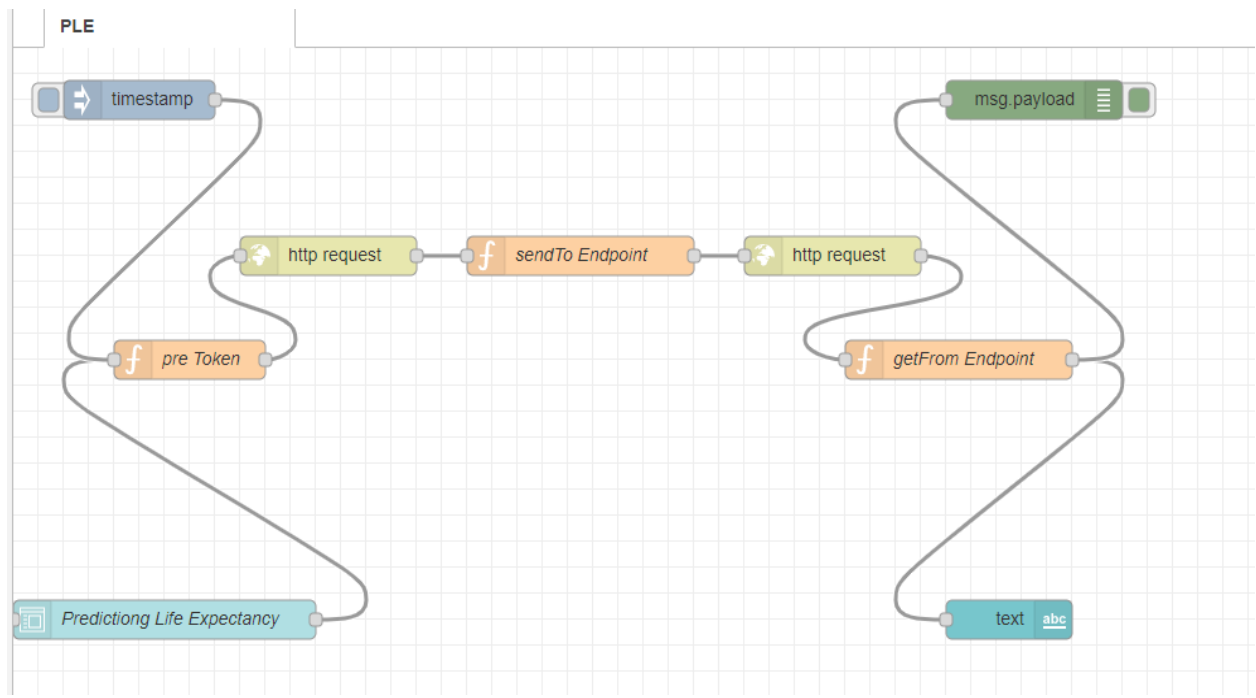 PLE
timestamp
msg.payload
http request
sendTo Endpoint
http request
pre Token
getFrom Endpoint
Predictiong Life Expectancy
text
abc